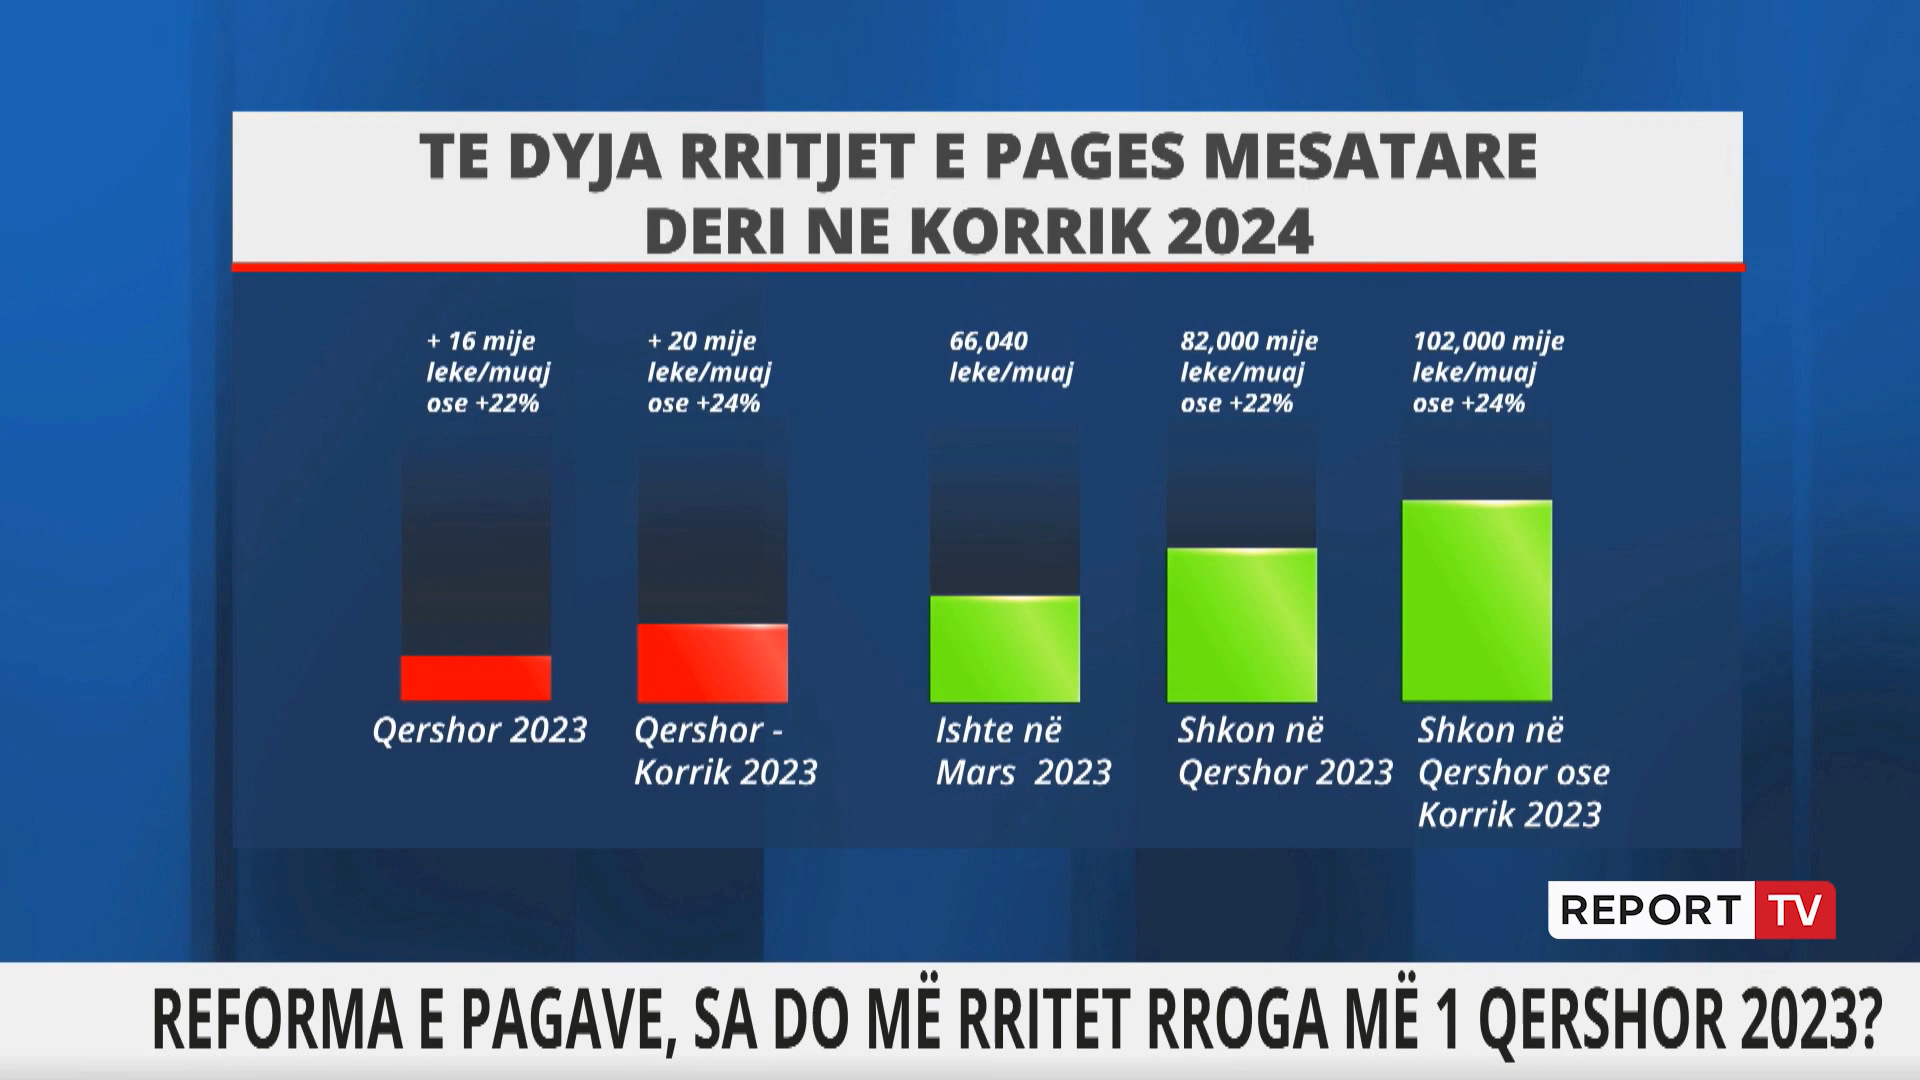 TE DYJA RRITJET E PAGES MESATARE
DERI NE KORRIK 2024
+ 16 mije
leke/muaj
ose +22%
+ 20 mije
leke/muaj
ose +24%
66,040
leke/muaj
82,000 mije
leke/muaj
ose +22%
102,000 mije
leke/muaj
ose +24%
Qershor 2023
Qershor -
Korrik 2023
Ishte në
Mars 2023
Shkon në
Qershor 2023
Shkon në
Qershor ose
Korrik 2023
REPORT TV
REFORMA E PAGAVE, SA DO MË RRITET RROGA MË 1 QERSHOR 2023?